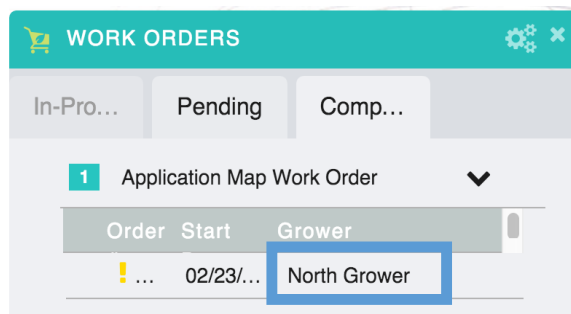 WORK ORDERS
In-Pro... Pending Comp...
1 Application Map Work Order
Order Start Grower
! ... 02/23/... North Grower